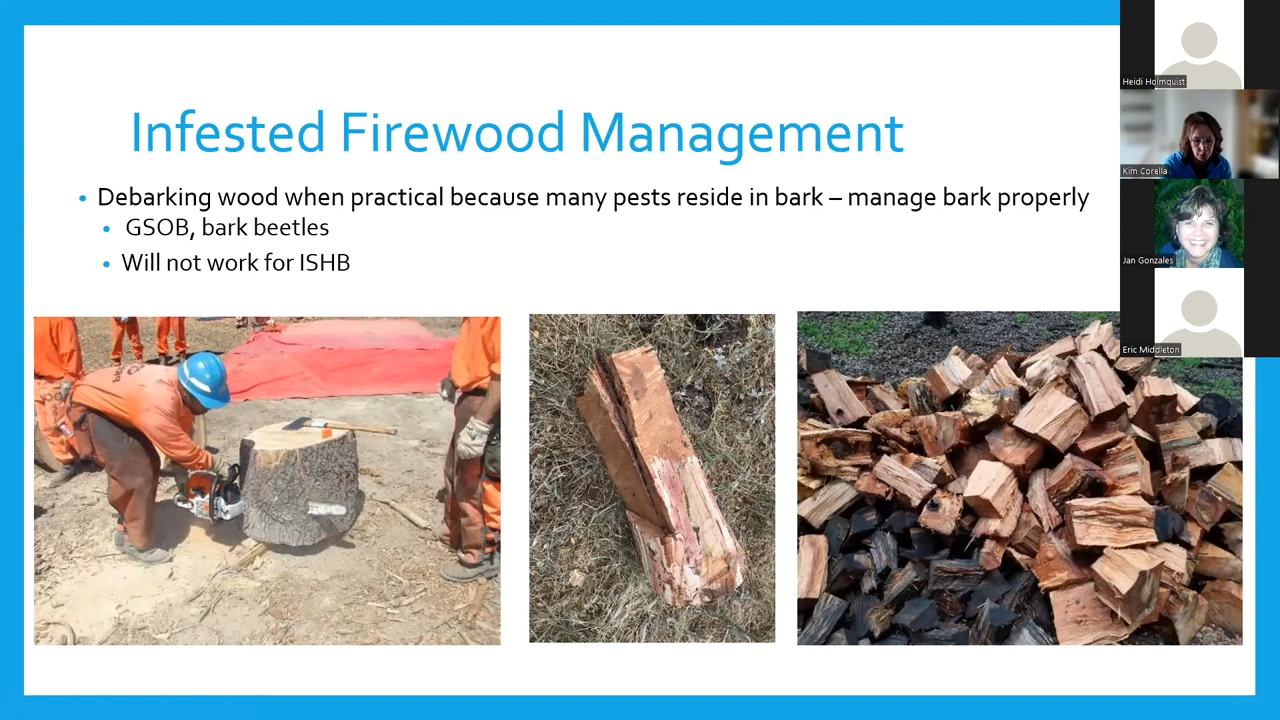 Infested Firewood Management
• Debarking wood when practical because many pests reside in bark – manage bark properly
• GSOB, bark beetles
• Will not work for ISHB
Heidi Holmquist
Kim Corella
Jan Gonzales
Eric Middleton